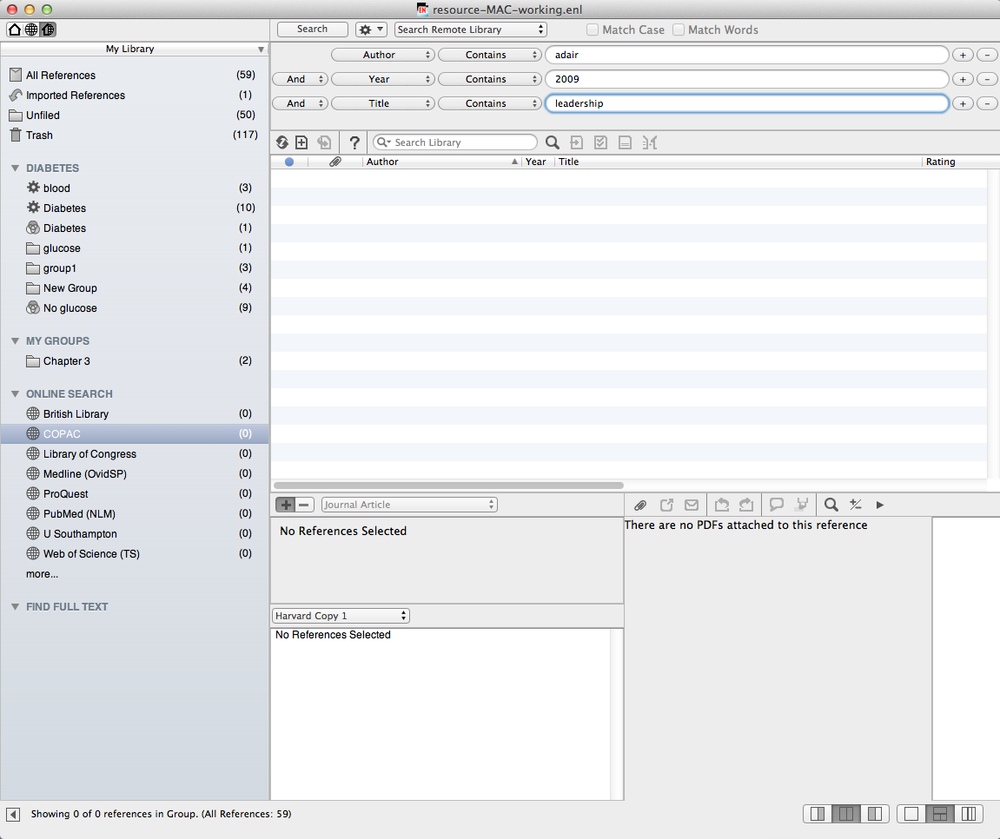 resource-MAC-working.enl
Search
Search Remote Library
Match Case
Match Words
My Library
Author Contains adair + -
And Year Contains 2009 + -
And Title Contains leadership + -
All References (59)
Imported References (1)
Unfiled (50)
Trash (117)
DIABETES
blood (3)
Diabetes (10)
Diabetes (1)
glucose (1)
group1 (3)
New Group (4)
No glucose (9)
MY GROUPS
Chapter 3 (2)
ONLINE SEARCH
British Library (0)
COPAC (0)
Library of Congress (0)
Medline (OvidSP) (0)
ProQuest (0)
PubMed (NLM) (0)
U Southampton (0)
Web of Science (TS) (0)
more...
FIND FULL TEXT
? Search Library
Author Year Title Rating
+ - Journal Article
No References Selected
Harvard Copy 1
No References Selected
There are no PDFs attached to this reference
Showing 0 of 0 references in Group. (All References: 59)